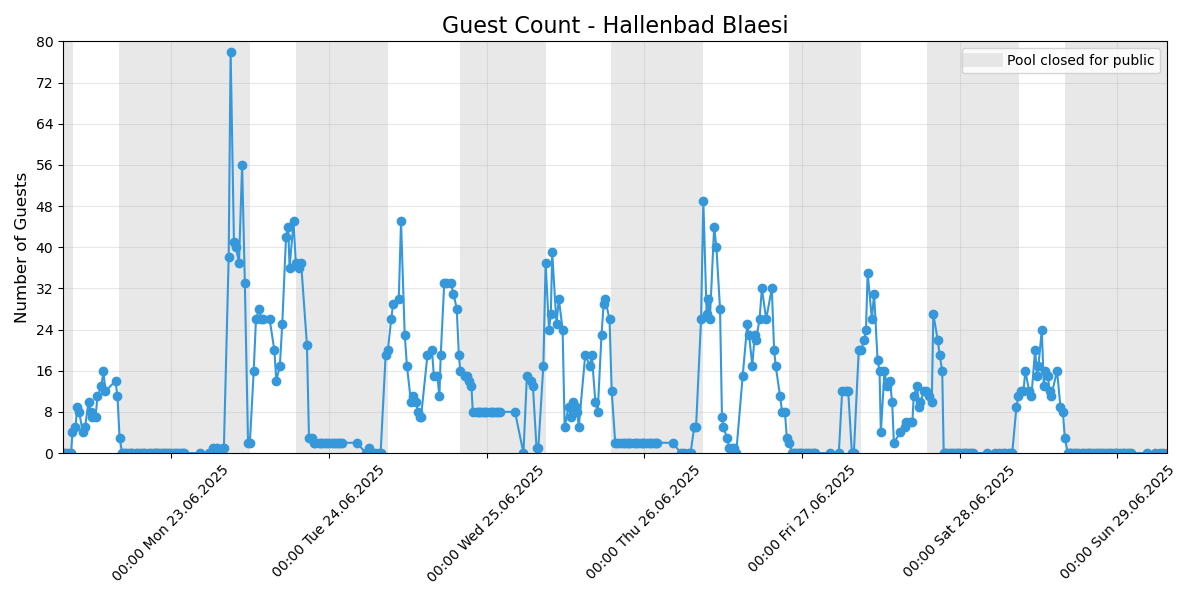 Guest Count - Hallenbad Blaesi
Pool closed for public
Number of Guests
80
72
64
56
48
40
32
24
16
8
0
00:00 Mon 23.06.2025
00:00 Tue 24.06.2025
00:00 Wed 25.06.2025
00:00 Thu 26.06.2025
00:00 Fri 27.06.2025
00:00 Sat 28.06.2025
00:00 Sun 29.06.2025